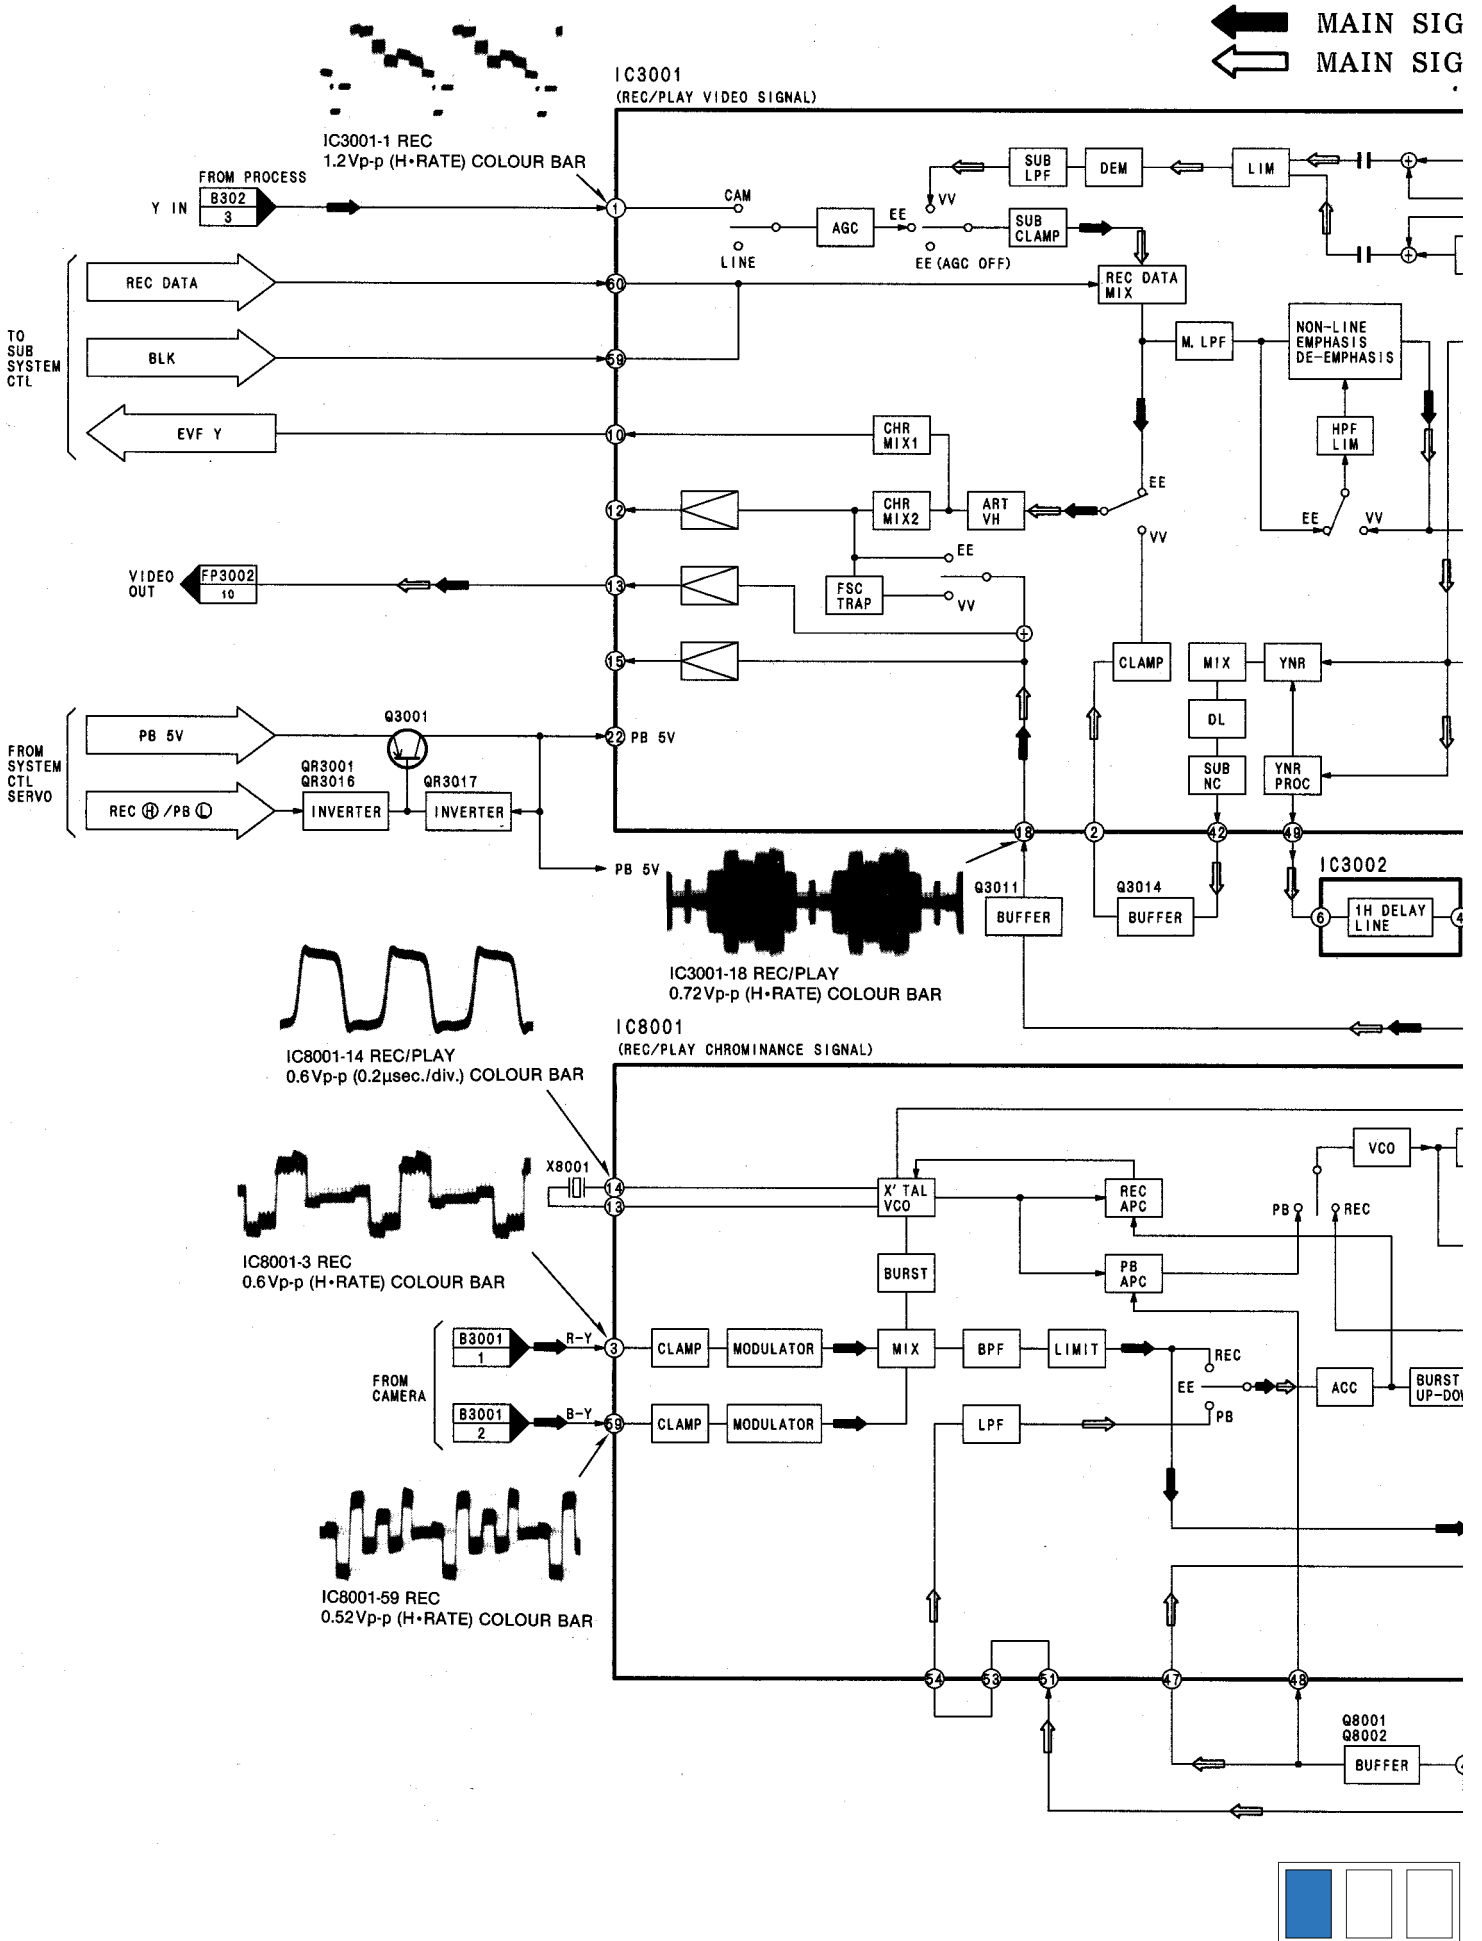 MAIN SIG
MAIN SIG
IC3001
(REC/PLAY VIDEO SIGNAL)
IC3001-1 REC
1.2Vp-p (H•RATE) COLOUR BAR
FROM PROCESS
Y IN
B302
3
1
CAM
LINE
AGC
EE
VV
EE(AGC OFF)
SUB
LPF
DEM
LIM
SUB
CLAMP
REC DATA
MIX
TO
SUB
SYSTEM
CTL
REC DATA
60
BLK
59
EVF Y
10
CHR
MIX1
M.LPF
NON-LINE
EMPHASIS
DE-EMPHASIS
HPF
LIM
EE
VV
12
CHR
MIX2
ART
VH
EE
VV
VIDEO
OUT
FP3002
10
13
FSC
TRAP
EE
VV
15
CLAMP
MIX
YNR
DL
SUB
NC
YNR
PROC
FROM
SYSTEM
CTL
SERVO
PB 5V
Q3001
22
PB 5V
REC (H)/PB (L)
QR3001
QR3016
INVERTER
QR3017
INVERTER
PB 5V
18
2
42
49
IC3002
Q3011
BUFFER
Q3014
BUFFER
6
1H DELAY
LINE
4
IC3001-18 REC/PLAY
0.72Vp-p (H•RATE) COLOUR BAR
IC8001
(REC/PLAY CHROMINANCE SIGNAL)
IC8001-14 REC/PLAY
0.6Vp-p (0.2μsec./div.) COLOUR BAR
X8001
14
13
X'TAL
VCO
REC
APC
VCO
PB
REC
BURST
PB
APC
IC8001-3 REC
0.6Vp-p (H•RATE) COLOUR BAR
FROM
CAMERA
B3001
1
R-Y
3
CLAMP
MODULATOR
MIX
BPF
LIMIT
REC
EE
PB
ACC
BURST
UP-DOW
B3001
2
B-Y
59
CLAMP
MODULATOR
LPF
IC8001-59 REC
0.52Vp-p (H•RATE) COLOUR BAR
54
53
51
47
48
Q8001
Q8002
BUFFER